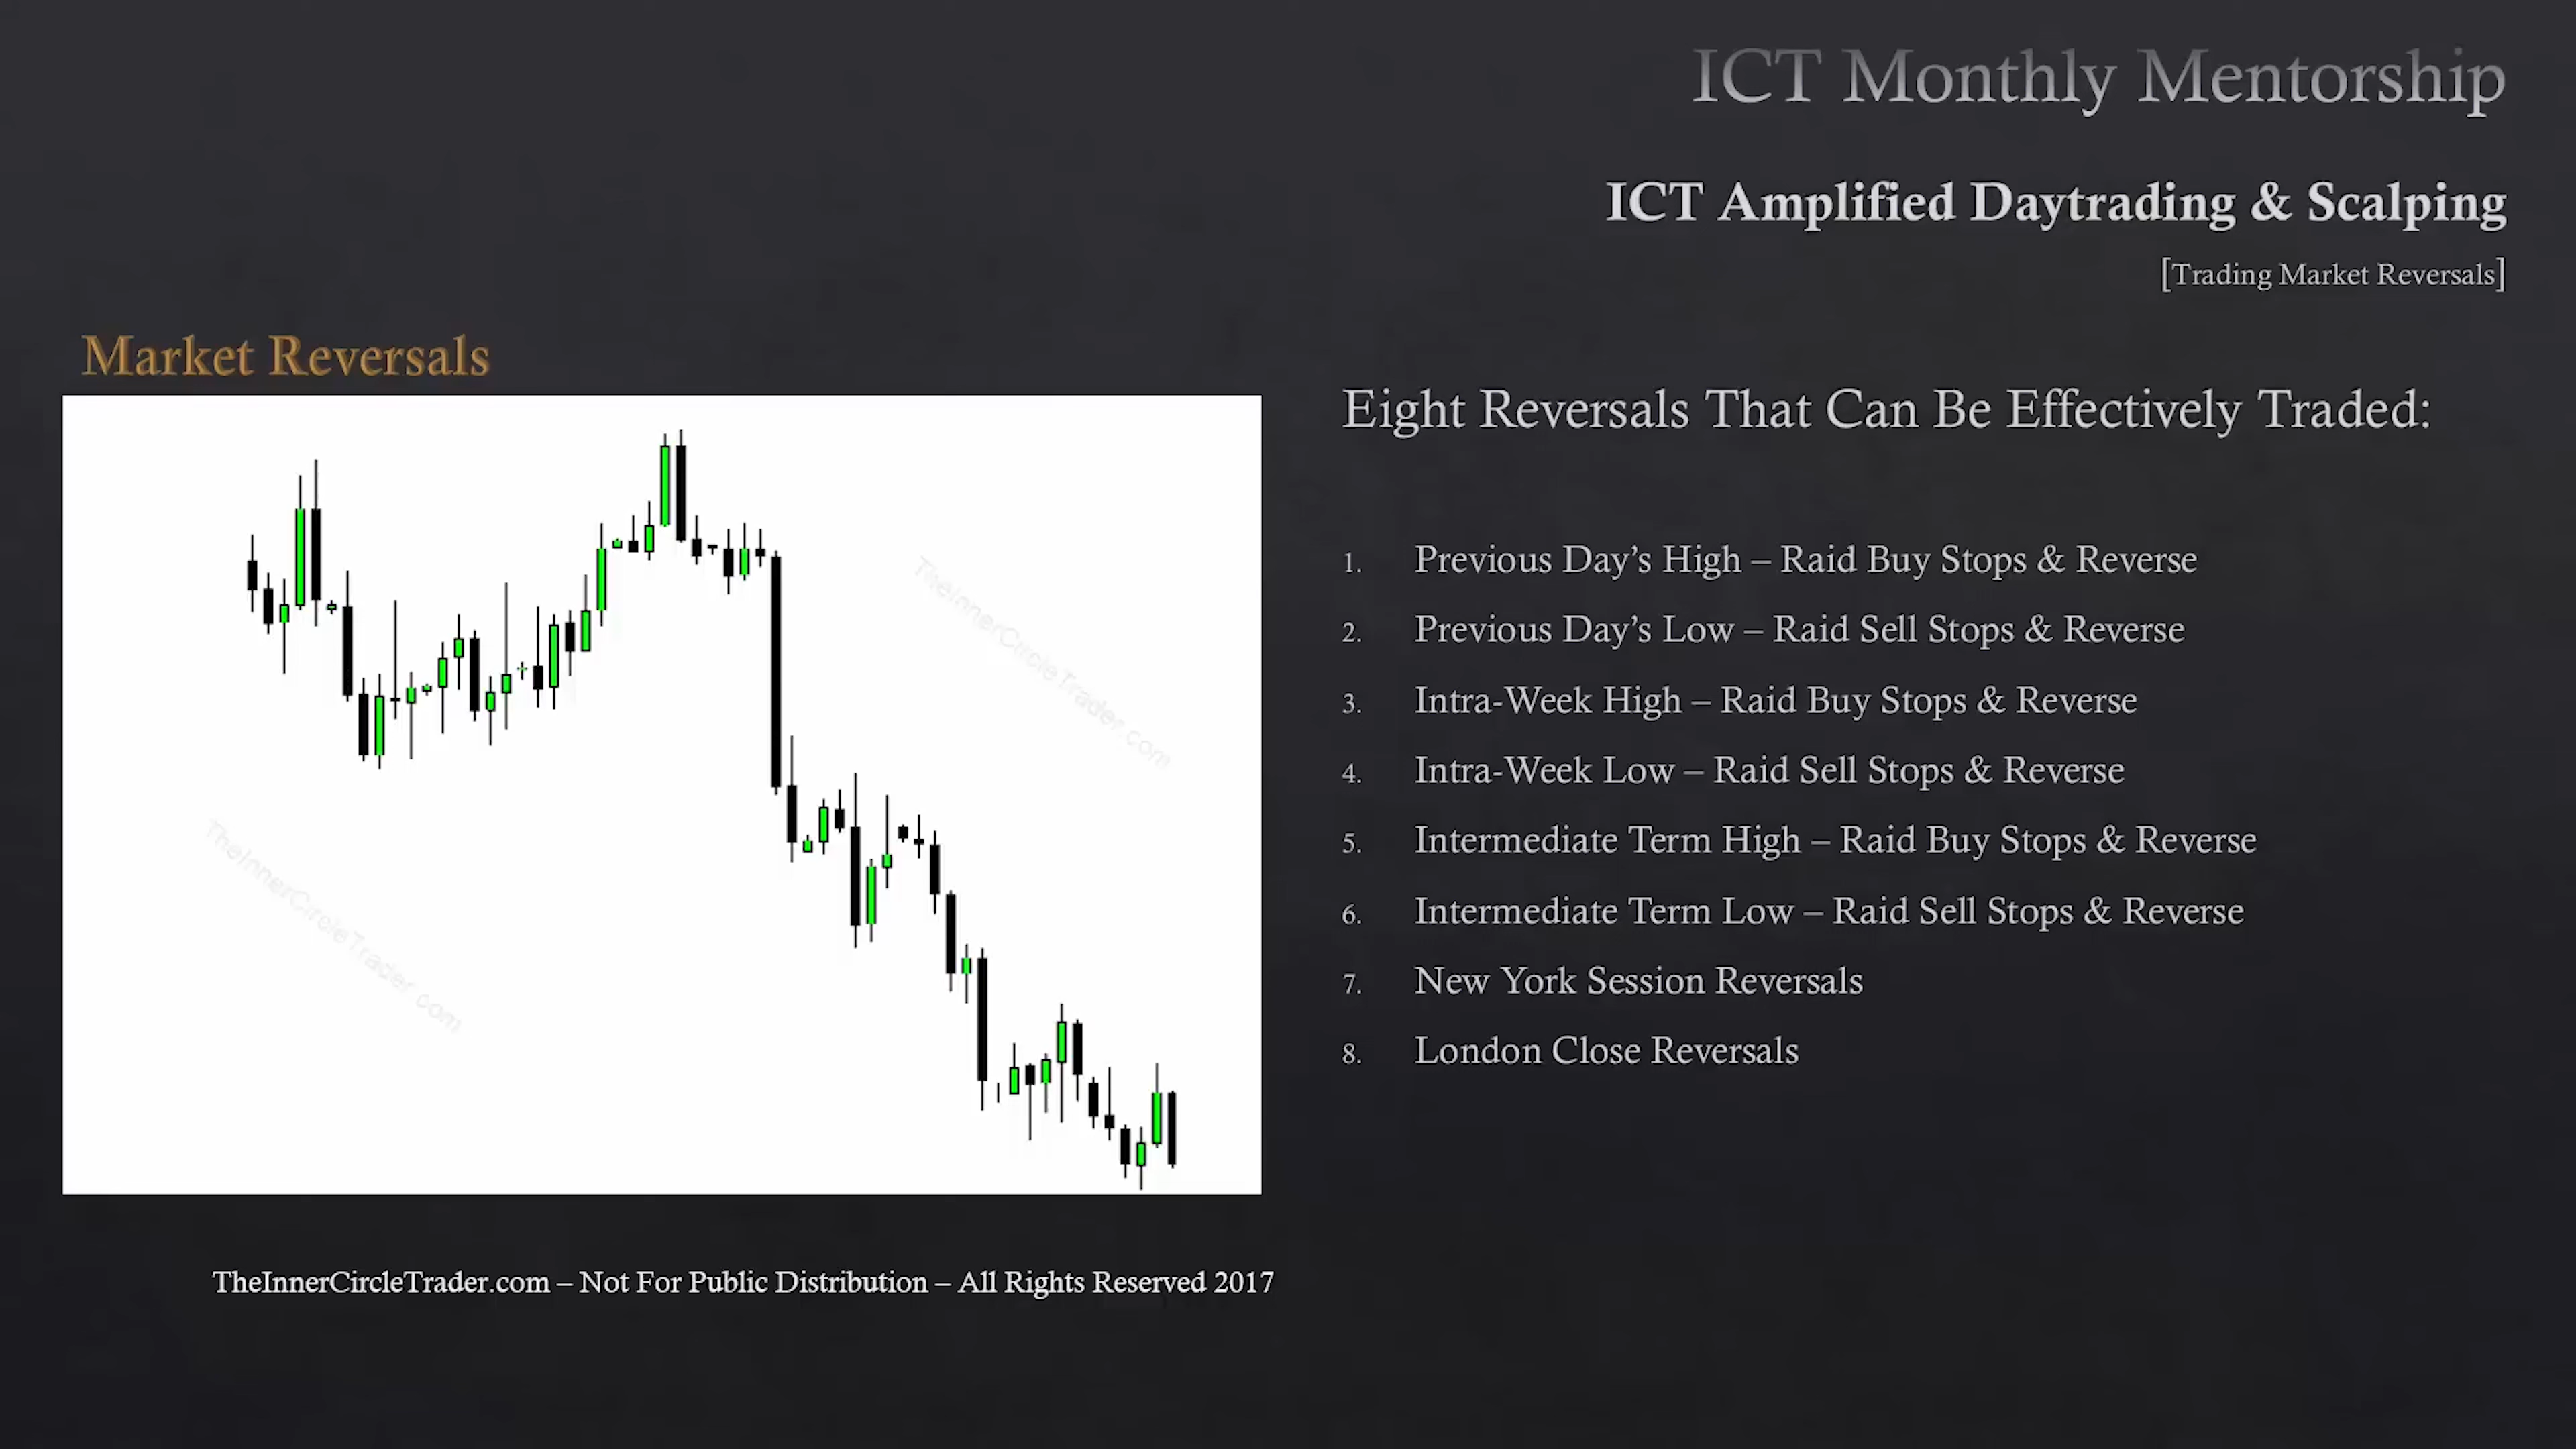 ICT Monthly Mentorship
ICT Amplified Daytrading & Scalping
[Trading Market Reversals]
Market Reversals
TheInnerCircleTrader.com
TheInnerCircleTrader.com
TheInnerCircleTrader.com – Not For Public Distribution – All Rights Reserved 2017
Eight Reversals That Can Be Effectively Traded:
1. Previous Day’s High – Raid Buy Stops & Reverse
2. Previous Day’s Low – Raid Sell Stops & Reverse
3. Intra-Week High – Raid Buy Stops & Reverse
4. Intra-Week Low – Raid Sell Stops & Reverse
5. Intermediate Term High – Raid Buy Stops & Reverse
6. Intermediate Term Low – Raid Sell Stops & Reverse
7. New York Session Reversals
8. London Close Reversals